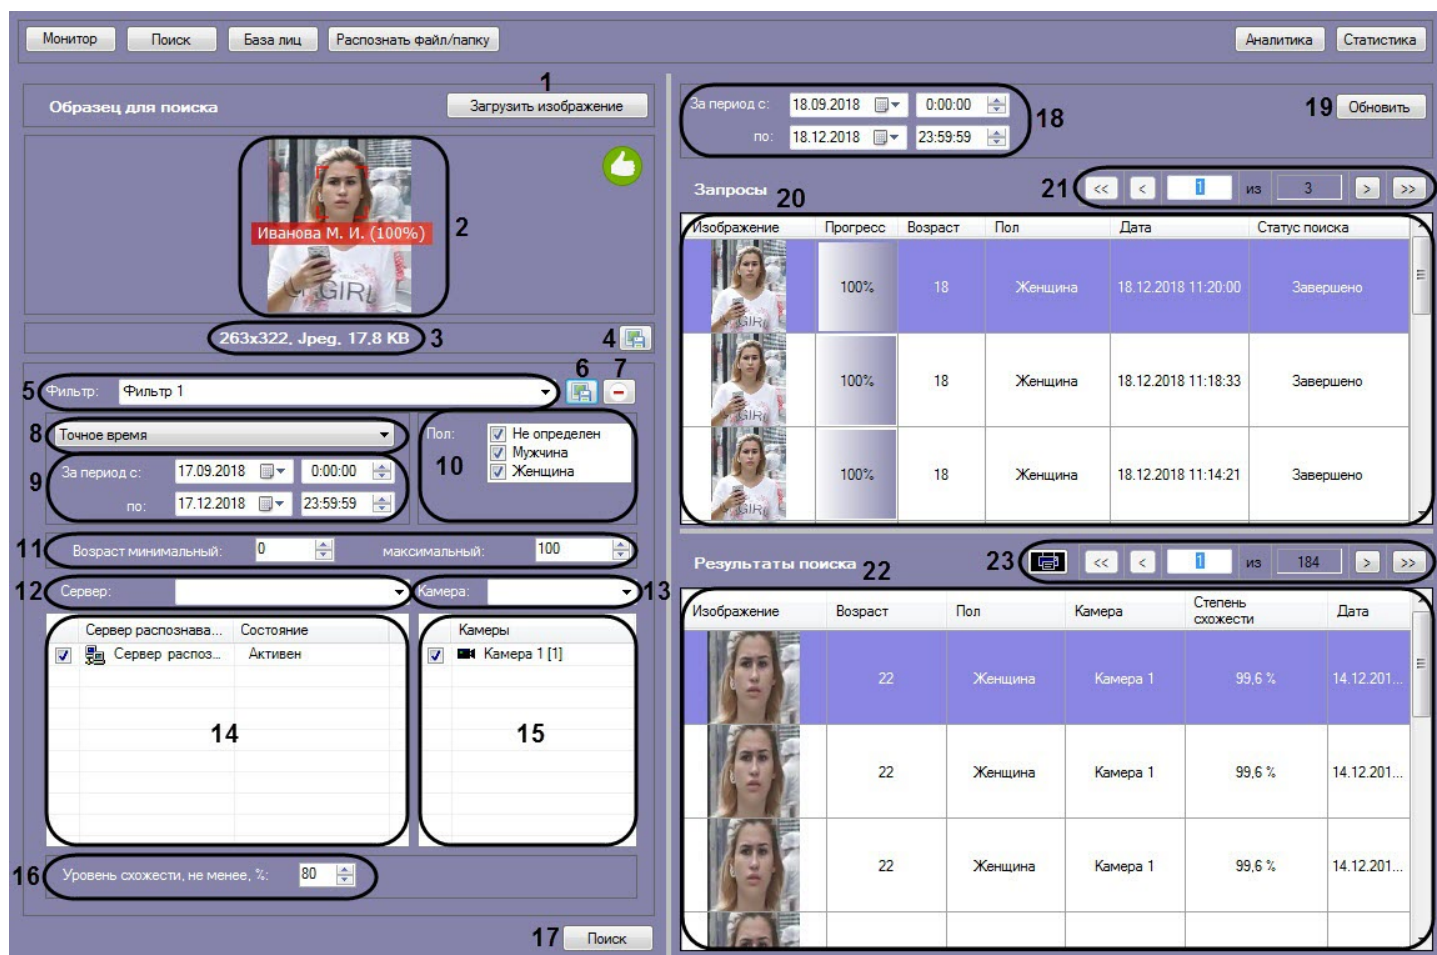 Монитор Поиск База лиц Распознать файл/папку Аналитика Статистика
1
Образец для поиска Загрузить изображение
Иванова М. И. (100%) 2
GIRL
263x322, Jpeg, 17,8 KB 3 4
6 7
5 Фильтр: Фильтр 1
8 Точное время
9 За период с: 17.09.2018 0:00:00
по: 17.12.2018 23:59:59
Пол: Не определен
10 Мужчина
Женщина
11 Возраст минимальный: 0 максимальный: 100
12 Сервер: Камера: 13
Сервер распознава... Состояние
Сервер распоз... Активен
14
Камеры
Камера 1 [1]
15
16 Уровень схожести, не менее, %: 80
17 Поиск
За период с: 18.09.2018 0:00:00 18
по: 18.12.2018 23:59:59
19 Обновить
Запросы 20 21 << < 1 из 3 > >>
Изображение Прогресс Возраст Пол Дата Статус поиска
100% 18 Женщина 18.12.2018 11:20:00 Завершено
100% 18 Женщина 18.12.2018 11:18:33 Завершено
100% 18 Женщина 18.12.2018 11:14:21 Завершено
Результаты поиска 22 23 << < 1 из 184 > >>
Изображение Возраст Пол Камера Степень схожести Дата
22 Женщина Камера 1 99,6 % 14.12.201...
22 Женщина Камера 1 99,6 % 14.12.201...
22 Женщина Камера 1 99,6 % 14.12.201...